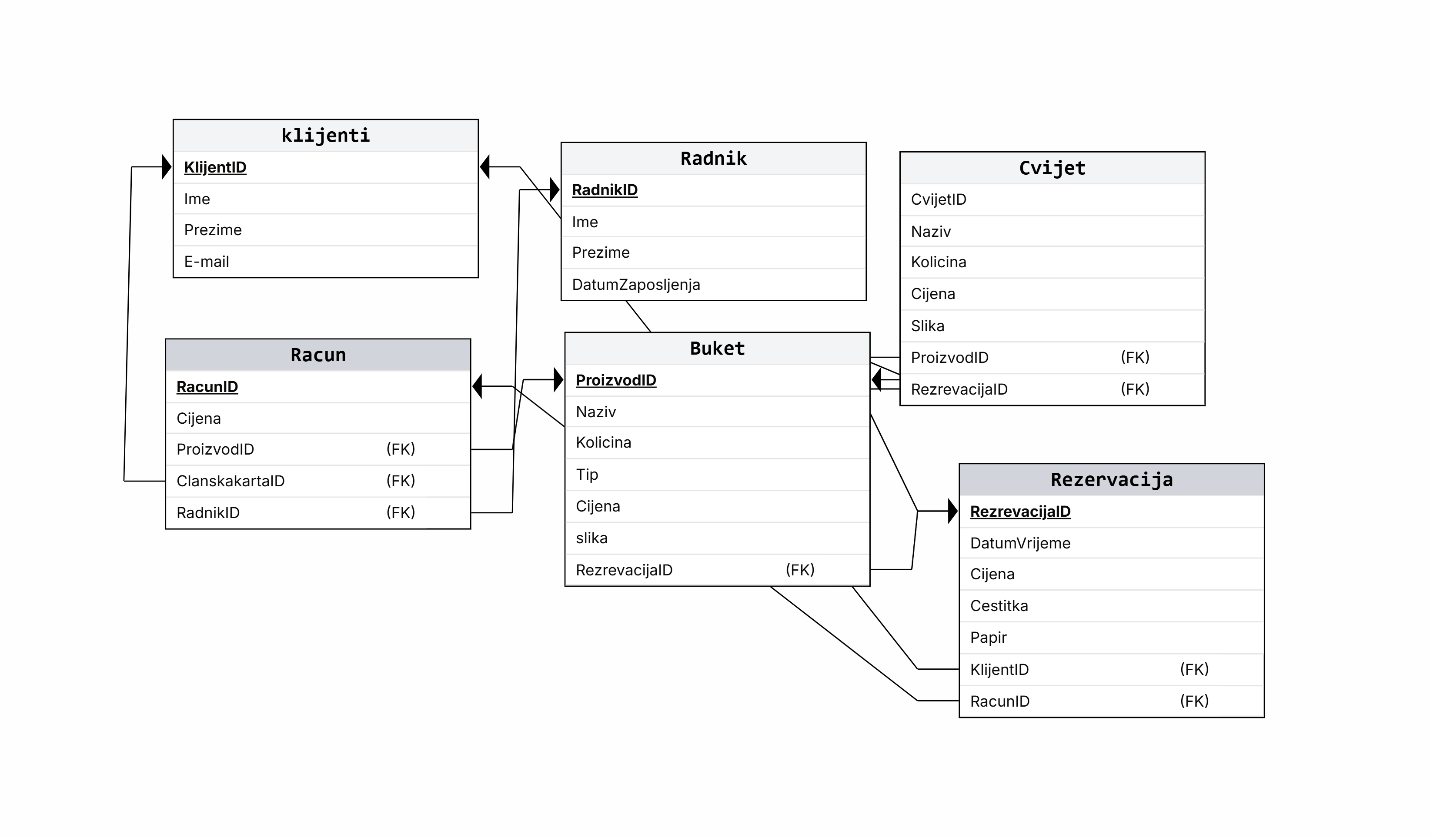 klijenti
KlijentID
Ime
Prezime
E-mail
Radnik
RadnikID
Ime
Prezime
DatumZaposljenja
Cvijet
CvijetID
Naziv
Kolicina
Cijena
Slika
ProizvodID (FK)
RezrevacijaID (FK)
Racun
RacunID
Cijena
ProizvodID (FK)
ClanskakartaID (FK)
RadnikID (FK)
Buket
ProizvodID
Naziv
Kolicina
Tip
Cijena
slika
RezrevacijaID (FK)
Rezervacija
RezrevacijaID
DatumVrijeme
Cijena
Cestitka
Papir
KlijentID (FK)
RacunID (FK)